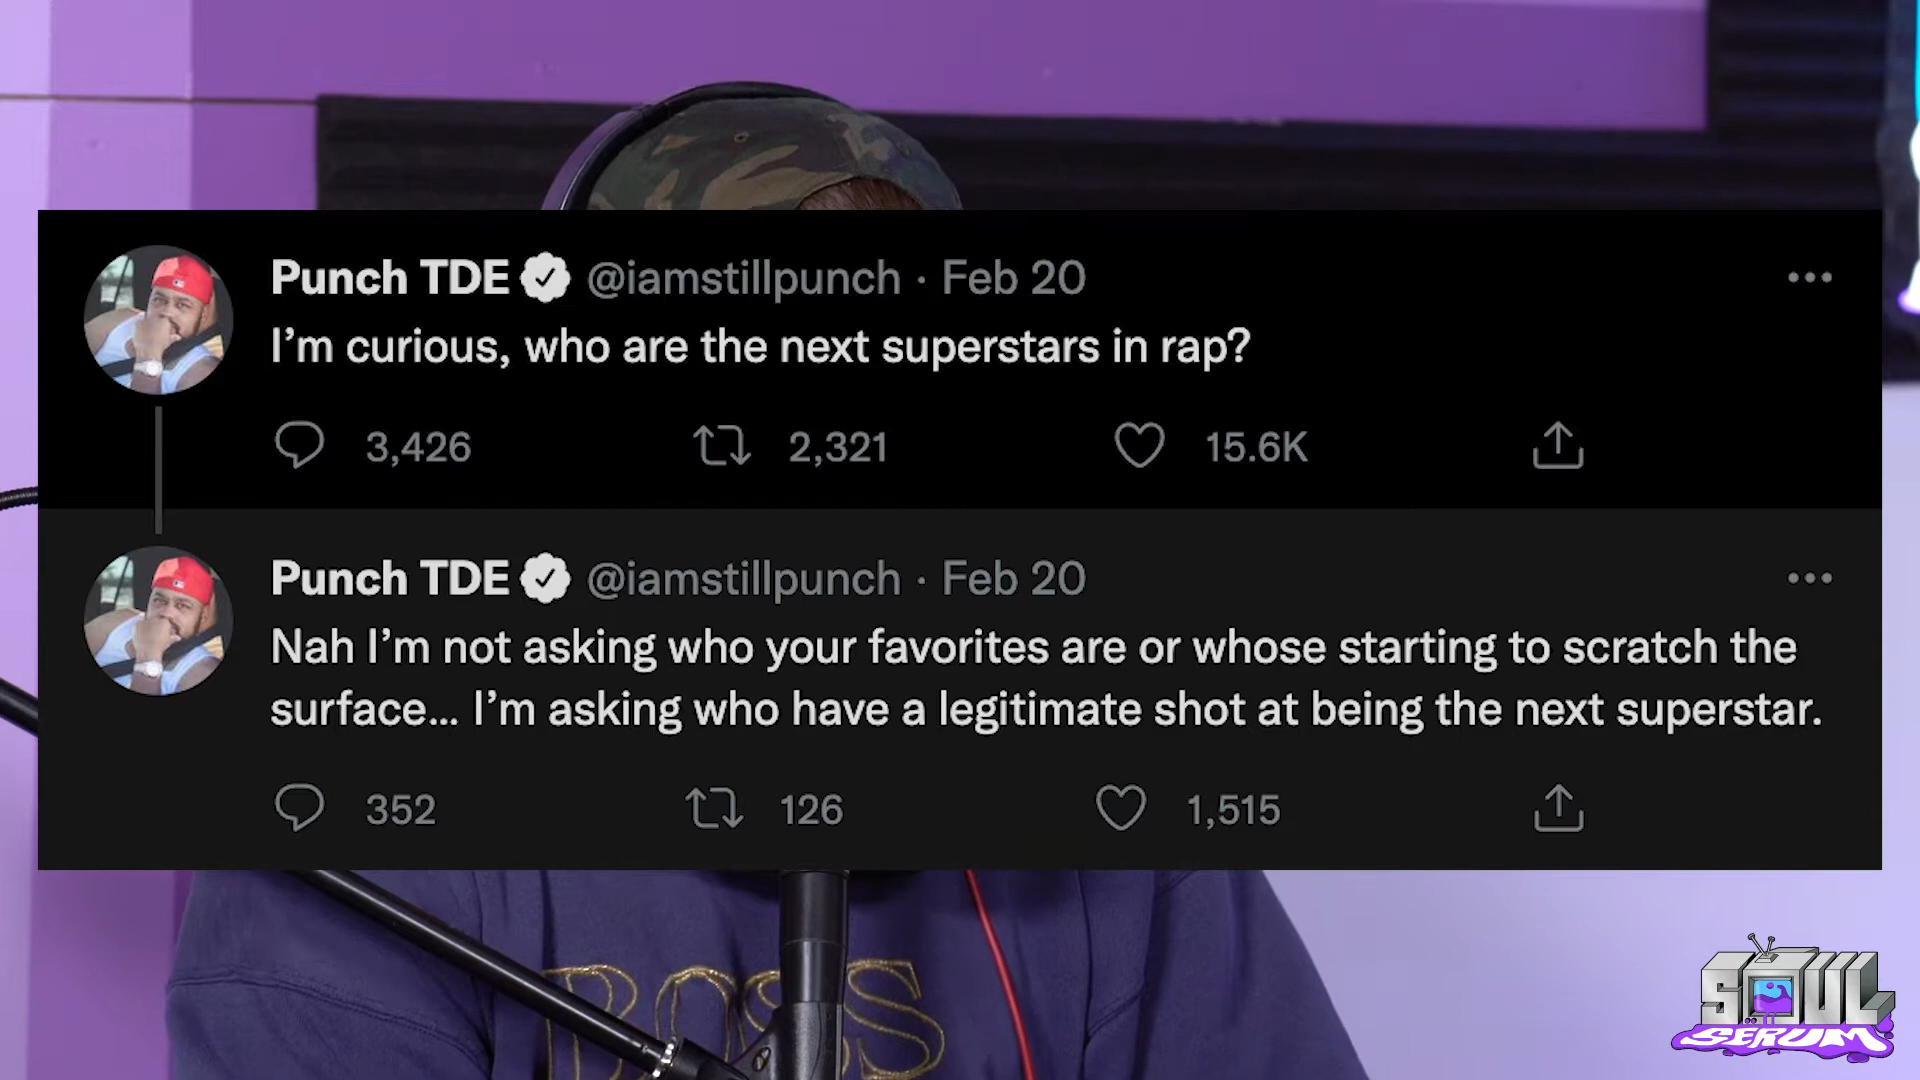 Punch TDE @iamstillpunch · Feb 20
I'm curious, who are the next superstars in rap?
3,426 2,321 15.6K
Punch TDE @iamstillpunch · Feb 20
Nah I'm not asking who your favorites are or whose starting to scratch the
surface... I'm asking who have a legitimate shot at being the next superstar.
352 126 1,515
BOSS
SOUL
SERUM